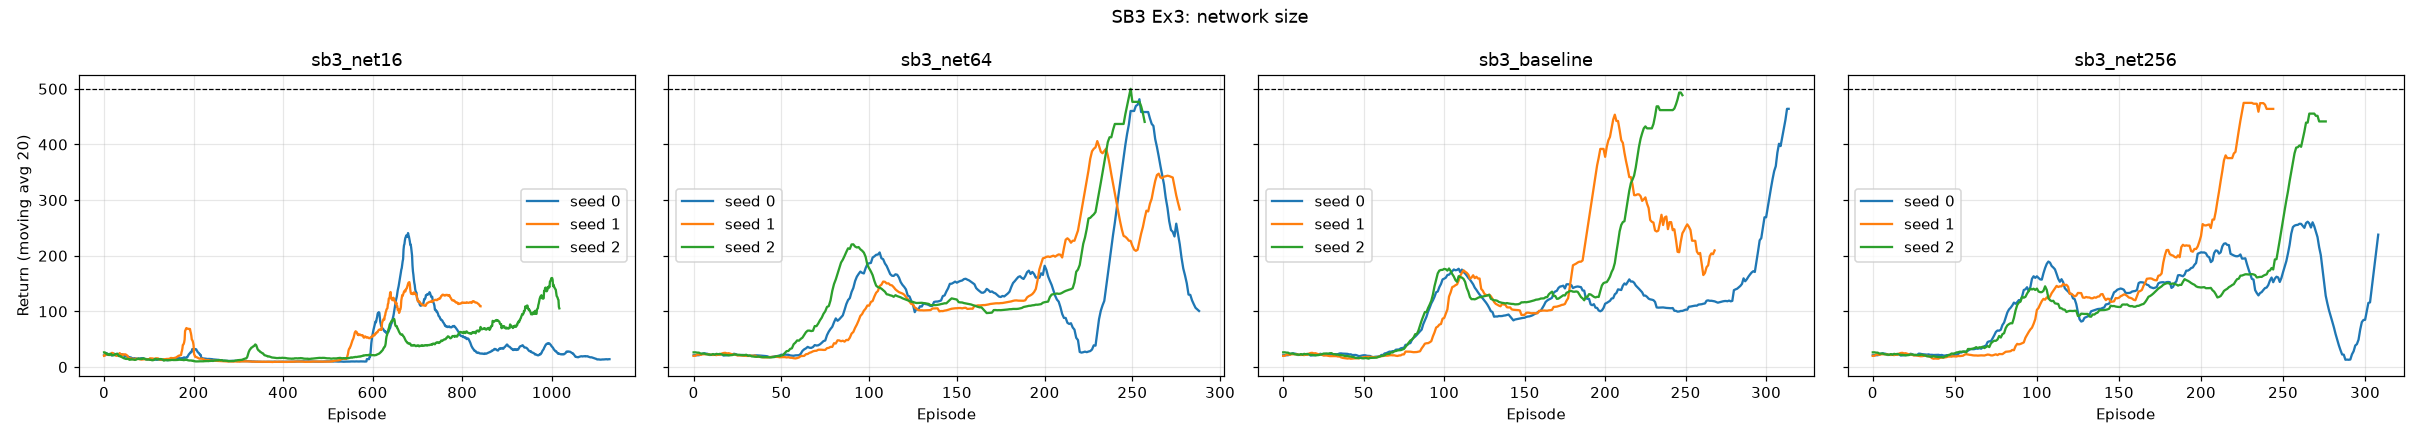 SB3 Ex3: network size
sb3_net16
500
400
300
200
100
0
Return (moving avg 20)
seed 0
seed 1
seed 2
0 200 400 600 800 1000
Episode
sb3_net64
seed 0
seed 1
seed 2
0 50 100 150 200 250 300
Episode
sb3_baseline
seed 0
seed 1
seed 2
0 50 100 150 200 250 300
Episode
sb3_net256
seed 0
seed 1
seed 2
0 50 100 150 200 250 300
Episode